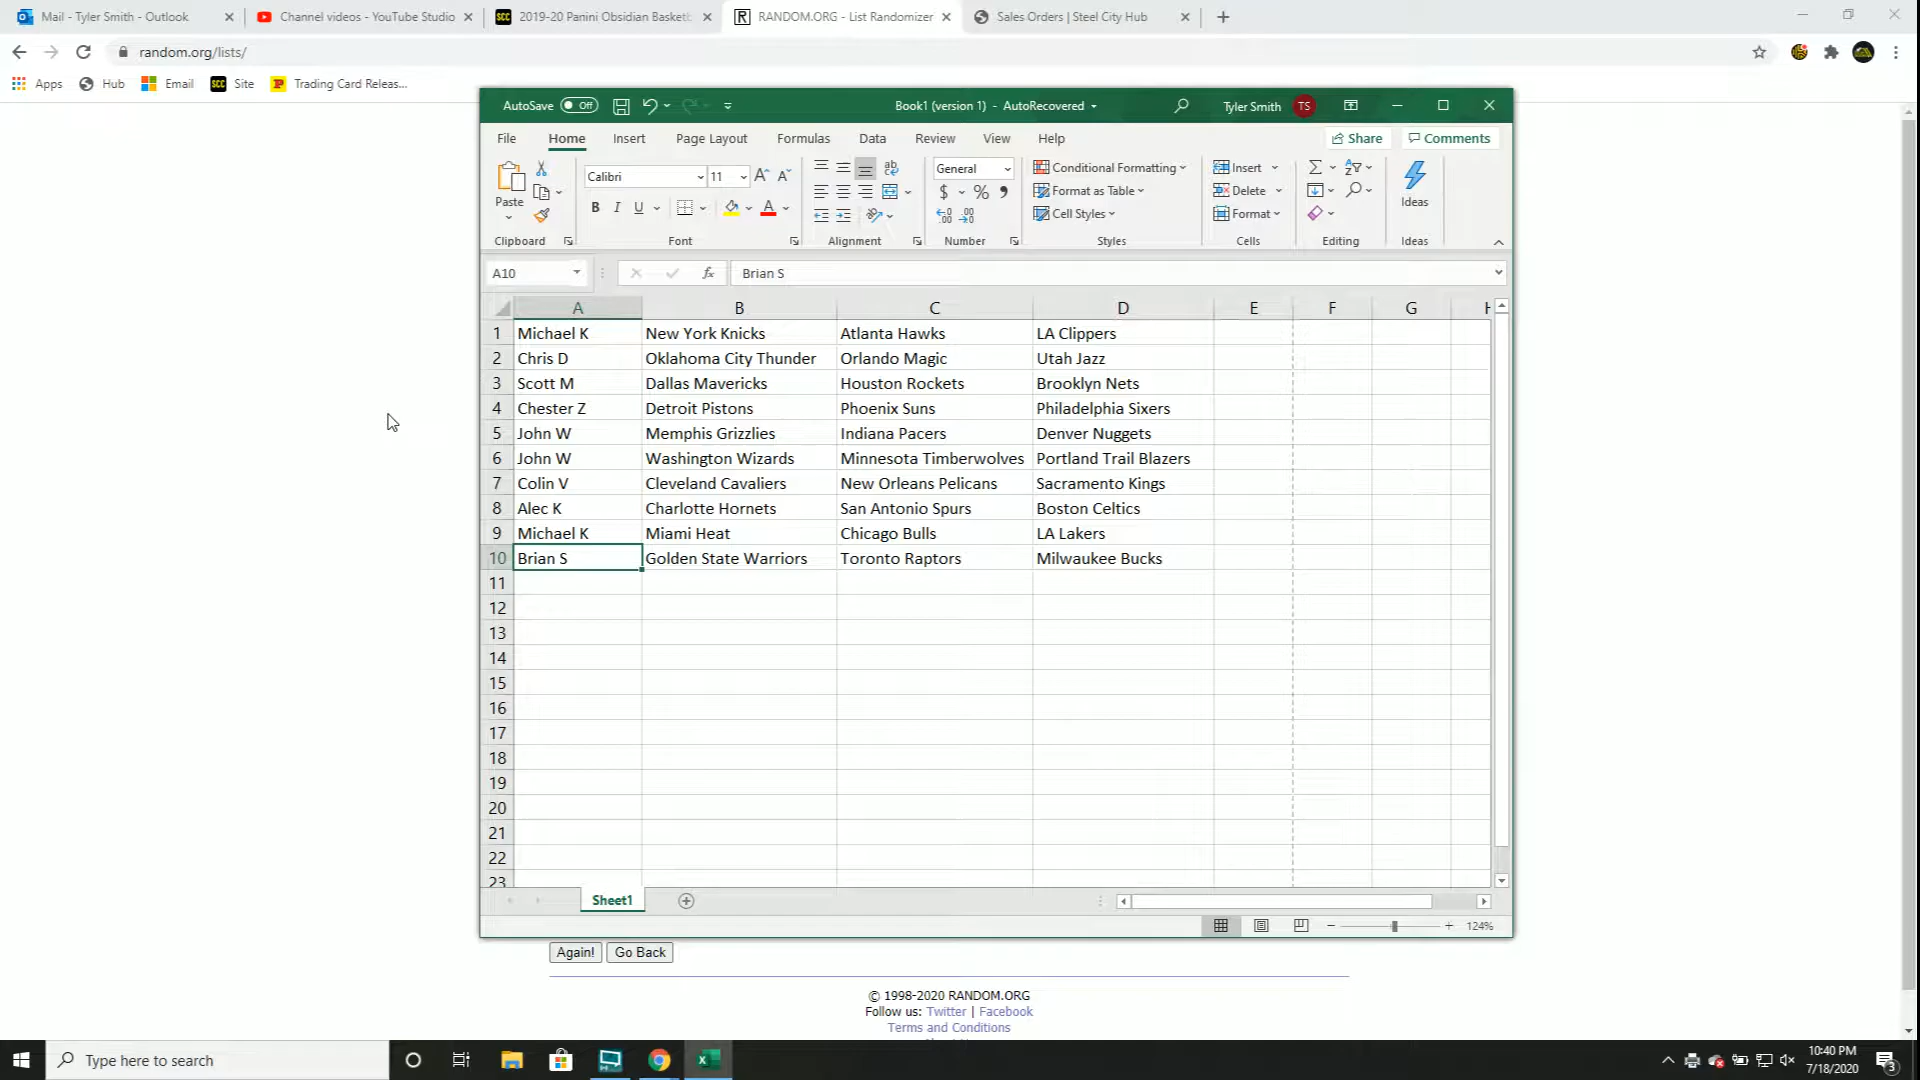 Mail - Tyler Smith - Outlook
Channel videos - YouTube Studio
2019-20 Panini Obsidian Basketb
RANDOM.ORG - List Randomizer
Sales Orders | Steel City Hub
random.org/lists/
Apps Hub Email Site Trading Card Releas...
AutoSave Off Book1 (version 1) - AutoRecovered Tyler Smith TS
File Home Insert Page Layout Formulas Data Review View Help Share Comments
Paste Calibri 11 General Conditional Formatting Insert
Format as Table Delete
Cell Styles Format Ideas
Clipboard Font Alignment Number Styles Cells Editing Ideas
A10 fx Brian S
A B C D E F G H
1 Michael K New York Knicks Atlanta Hawks LA Clippers
2 Chris D Oklahoma City Thunder Orlando Magic Utah Jazz
3 Scott M Dallas Mavericks Houston Rockets Brooklyn Nets
4 Chester Z Detroit Pistons Phoenix Suns Philadelphia Sixers
5 John W Memphis Grizzlies Indiana Pacers Denver Nuggets
6 John W Washington Wizards Minnesota Timberwolves Portland Trail Blazers
7 Colin V Cleveland Cavaliers New Orleans Pelicans Sacramento Kings
8 Alec K Charlotte Hornets San Antonio Spurs Boston Celtics
9 Michael K Miami Heat Chicago Bulls LA Lakers
10 Brian S Golden State Warriors Toronto Raptors Milwaukee Bucks
11
12
13
14
15
16
17
18
19
20
21
22
23
Sheet1
124%
Again! Go Back
© 1998-2020 RANDOM.ORG
Follow us: Twitter | Facebook
Terms and Conditions
Type here to search
10:40 PM
7/18/2020
3